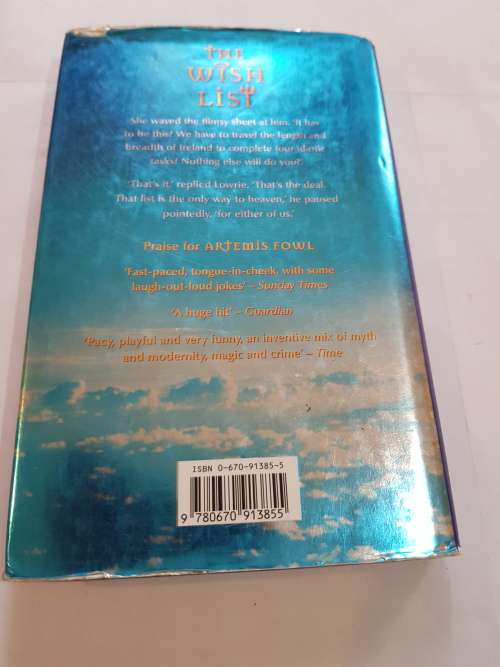 THE
WISH
LIST
She waved the flimsy sheet at him. 'It has
to be this? We have to travel the length and
breadth of Ireland to complete four idiotic
tasks? Nothing else will do you?'
'That's it,' replied Lowrie. 'That's the deal.
That list is the only way to heaven,' he paused
pointedly, 'for either of us.'
Praise for ARTEMIS FOWL
'Fast-paced, tongue-in-cheek, with some
laugh-out-loud jokes' – Sunday Times
'A huge hit' – Guardian
'Pacy, playful and very funny, an inventive mix of myth
and modernity, magic and crime' – Time
ISBN 0-670-91385-5
9 780670 913855